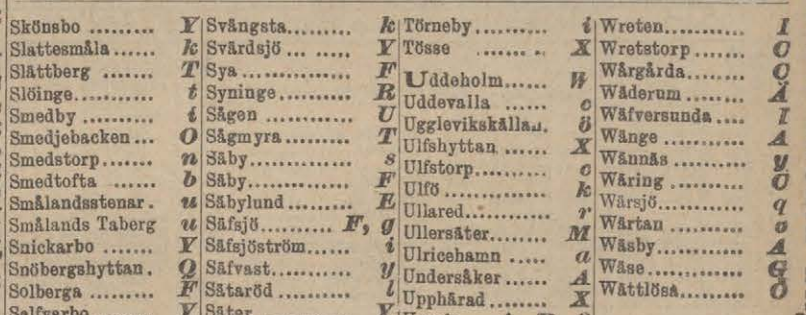 Skönsbo ......... Y
Slattesmåla...... k
Slättberg ....... T
Slöinge........... t
Smedby ......... i
Smedjebacken... O
Smedstorp....... n
Smedtofta ...... b
Smålandsstenar. u
Smålands Taberg u
Snickarbo ...... Y
Snöbergshyttan. Q
Solberga ......... F
Svängsta......... k
Svärdsjö ......... Y
Sya ............... F
Syninge.......... R
Sågen ............ U
Sågmyra ......... T
Säby............... s
Säby............... F
Säbylund......... E
Säfsjö......... F, g
Säfsjöström...... i
Säfvast........... y
Sätaröd .......... l
Säter ............ Y
Törneby.......... i
Tösse ......... X
Uddeholm...... W
Uddevalla ...... c
Ugglevikskällan. ö
Ulfshyttan ...... X
Ulfstorp.......... c
Ulfö ............... k
Ullared........... r
Ullersäter....... M
Ulricehamn ..... a
Undersåker ..... A
Upphärad ....... X
Wreten.......... I
Wretstorp ...... C
Wårgårda....... O
Wåderum ....... Å
Wäfversunda... I
Wänge .......... A
Wännäs ......... y
Wäring .......... O
Wärsjö........... q
Wärtan .......... o
Wäsby............ A
Wäse............. G
Wättlösa........ Ö